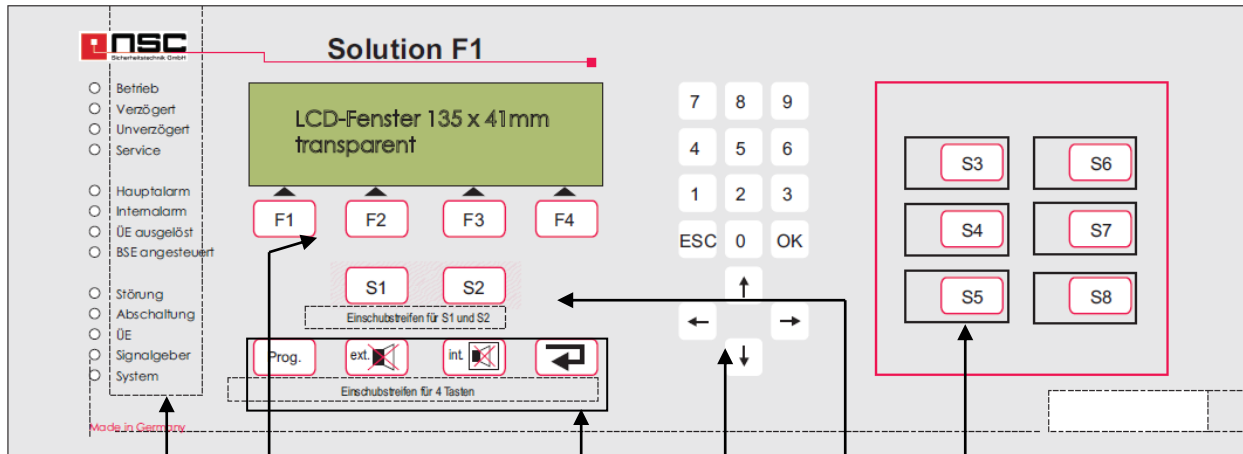 nsc
Sicherheitstechnik GmbH
Solution F1
Betrieb
Verzögert
Unverzögert
Service
Hauptalarm
Internalarm
ÜE ausgelöst
BSE angesteuert
Störung
Abschaltung
ÜE
Signalgeber
System
Made in Germany
LCD-Fenster 135 x 41mm
transparent
F1 F2 F3 F4
S1 S2
Einschubstreifen für S1 und S2
Prog. ext. int.
Einschubstreifen für 4 Tasten
7 8 9
4 5 6
1 2 3
ESC 0 OK
S3 S6
S4 S7
S5 S8